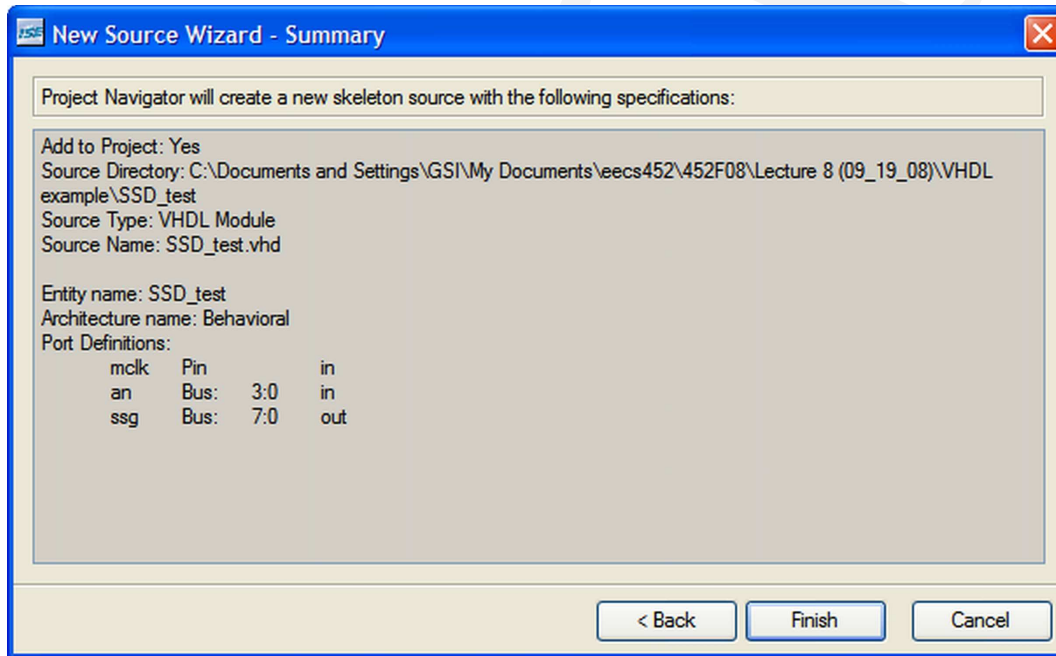 ISE New Source Wizard - Summary
Project Navigator will create a new skeleton source with the following specifications:
Add to Project: Yes
Source Directory: C:\Documents and Settings\GSI\My Documents\eecs452\452F08\Lecture 8 (09_19_08)\VHDL
example\SSD_test
Source Type: VHDL Module
Source Name: SSD_test.vhd
Entity name: SSD_test
Architecture name: Behavioral
Port Definitions:
mclk Pin in
an Bus: 3:0 in
ssg Bus: 7:0 out
< Back Finish Cancel